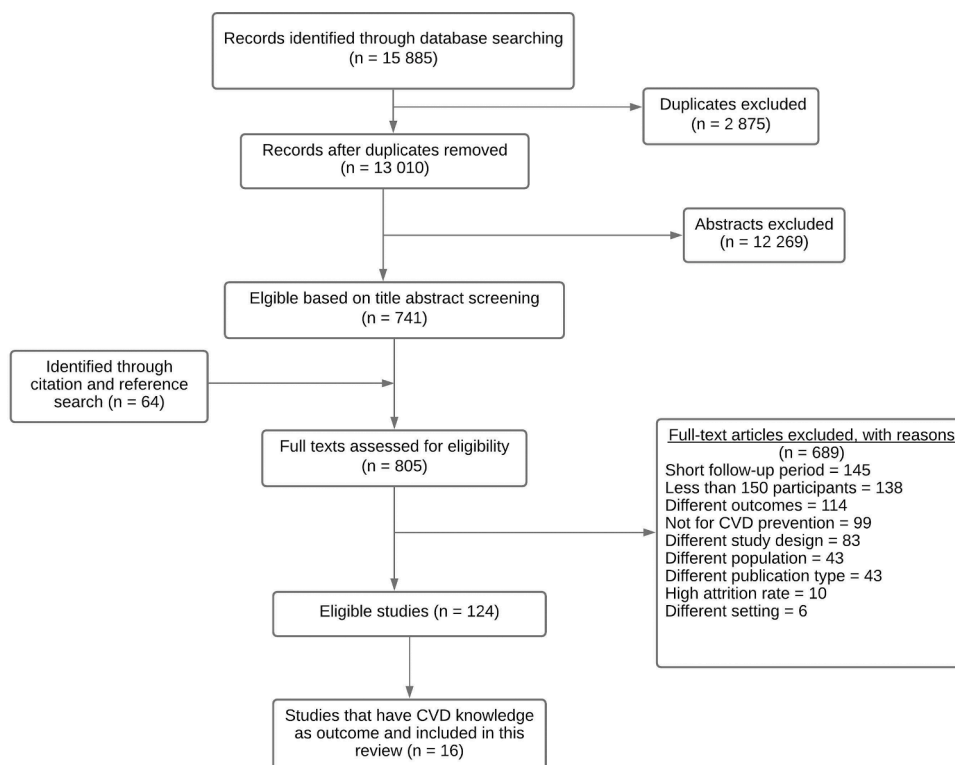 Records identified through database searching
(n = 15 885)
Duplicates excluded
(n = 2 875)
Records after duplicates removed
(n = 13 010)
Abstracts excluded
(n = 12 269)
Elgible based on title abstract screening
(n = 741)
Identified through
citation and reference
search (n = 64)
Full texts assessed for eligibility
(n = 805)
Full-text articles excluded, with reasons
(n = 689)
Short follow-up period = 145
Less than 150 participants = 138
Different outcomes = 114
Not for CVD prevention = 99
Different study design = 83
Different population = 43
Different publication type = 43
High attrition rate = 10
Different setting = 6
Eligible studies (n = 124)
Studies that have CVD knowledge
as outcome and included in this
review (n = 16)